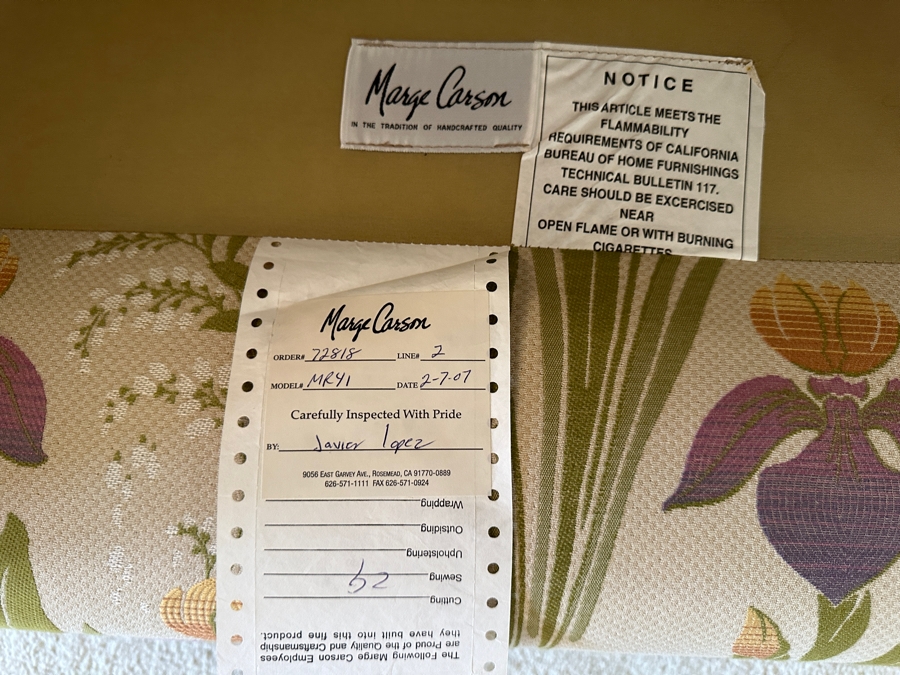 Marge Carson
IN THE TRADITION OF HANDCRAFTED QUALITY
NOTICE
THIS ARTICLE MEETS THE
FLAMMABILITY
REQUIREMENTS OF CALIFORNIA
BUREAU OF HOME FURNISHINGS
TECHNICAL BULLETIN 117.
CARE SHOULD BE EXCERCISED
NEAR
OPEN FLAME OR WITH BURNING
CIGARETTES
Marge Carson
ORDER# 72818 LINE# 2
MODEL# MR41 DATE 2-7-07
Carefully Inspected With Pride
BY: Javier Lopez
9056 EAST GARVEY AVE., ROSEMEAD, CA 91770-0889
626-571-1111 FAX 626-571-0924
The Following Marge Carson Employees
are Proud of the Quality and Craftsmanship
they have built into this fine product.
Cutting
Sewing
Upholstering
Outsiding
Wrapping